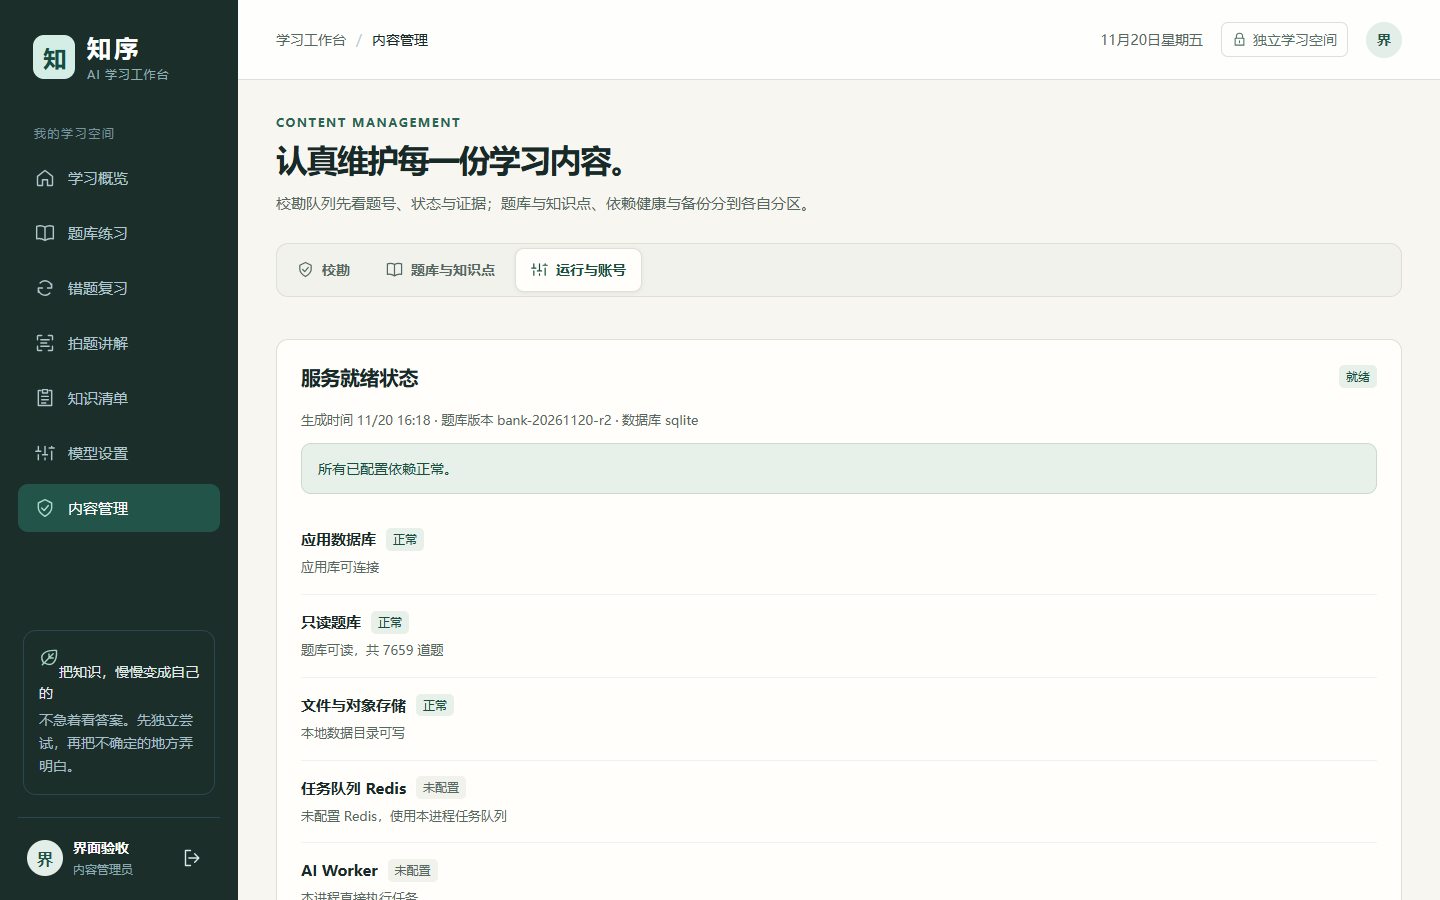 知
知序
AI 学习工作台
我的学习空间
学习概览
题库练习
错题复习
拍题讲解
知识清单
模型设置
内容管理
把知识，慢慢变成自己
的
不急着看答案。先独立尝
试，再把不确定的地方弄
明白。
界
界面验收
内容管理员
学习工作台 / 内容管理
11月20日星期五
独立学习空间
界
CONTENT MANAGEMENT
认真维护每一份学习内容。
校勘队列先看题号、状态与证据；题库与知识点、依赖健康与备份分到各自分区。
校勘
题库与知识点
运行与账号
服务就绪状态
就绪
生成时间 11/20 16:18 · 题库版本 bank-20261120-r2 · 数据库 sqlite
所有已配置依赖正常。
应用数据库 正常
应用库可连接
只读题库 正常
题库可读，共 7659 道题
文件与对象存储 正常
本地数据目录可写
任务队列 Redis 未配置
未配置 Redis，使用本进程任务队列
AI Worker 未配置
本进程直接执行任务